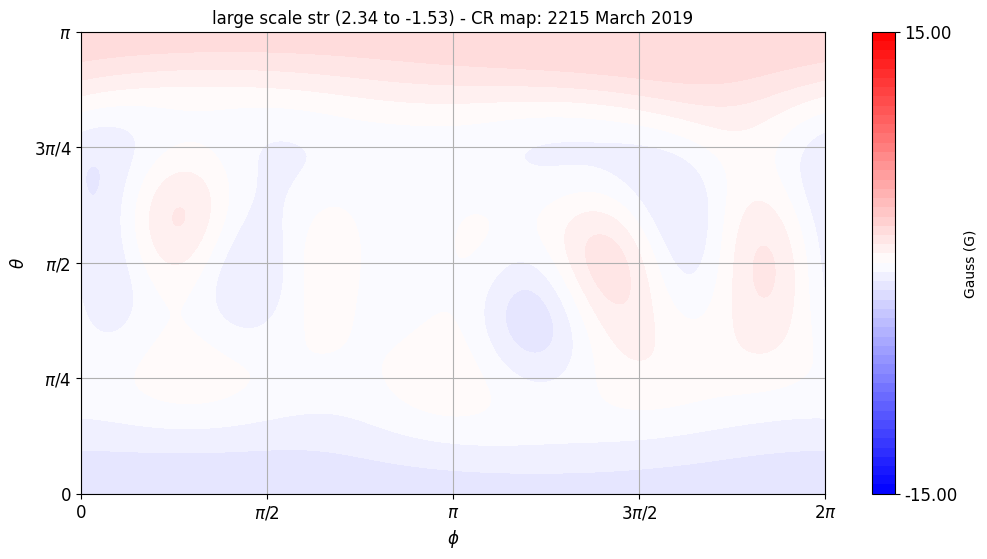 large scale str (2.34 to -1.53) - CR map: 2215 March 2019
π
3π/4
π/2
π/4
0
θ
0
π/2
π
3π/2
2π
ϕ
15.00
-15.00
Gauss (G)